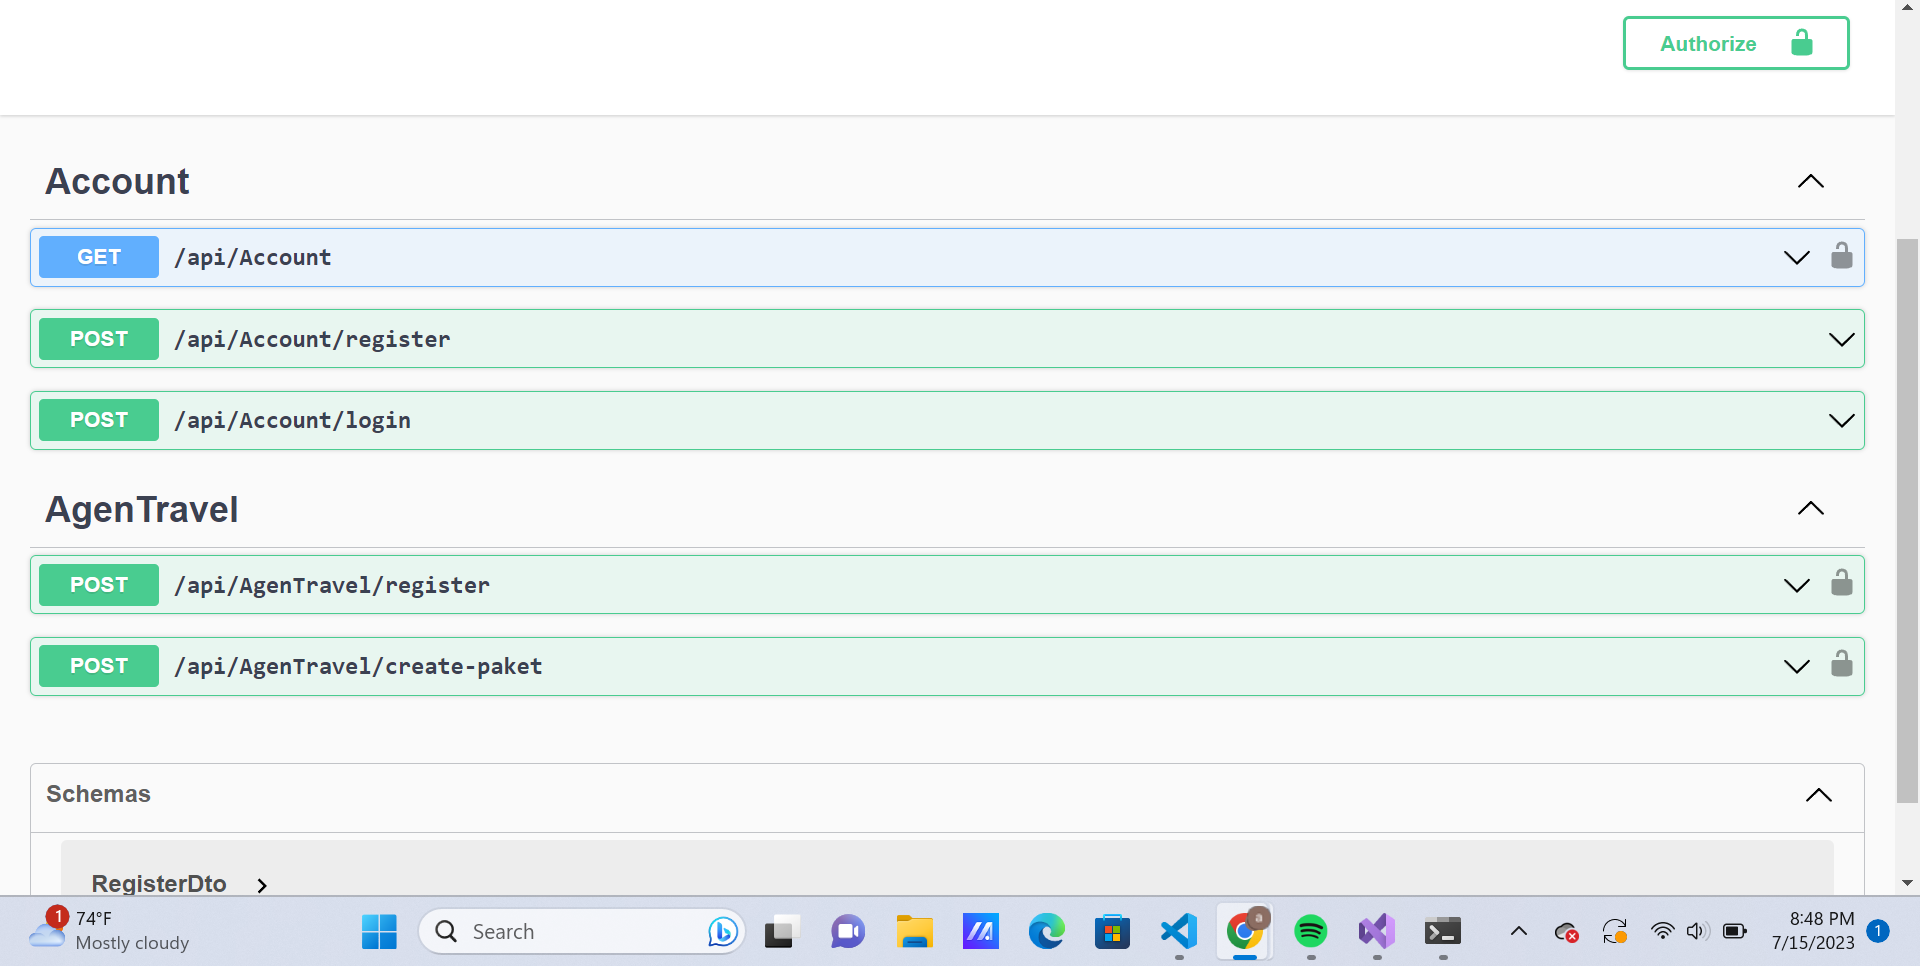 Authorize
Account
GET /api/Account
POST /api/Account/register
POST /api/Account/login
AgenTravel
POST /api/AgenTravel/register
POST /api/AgenTravel/create-paket
Schemas
RegisterDto
1
74°F
Mostly cloudy
Search
a
8:48 PM
7/15/2023
1